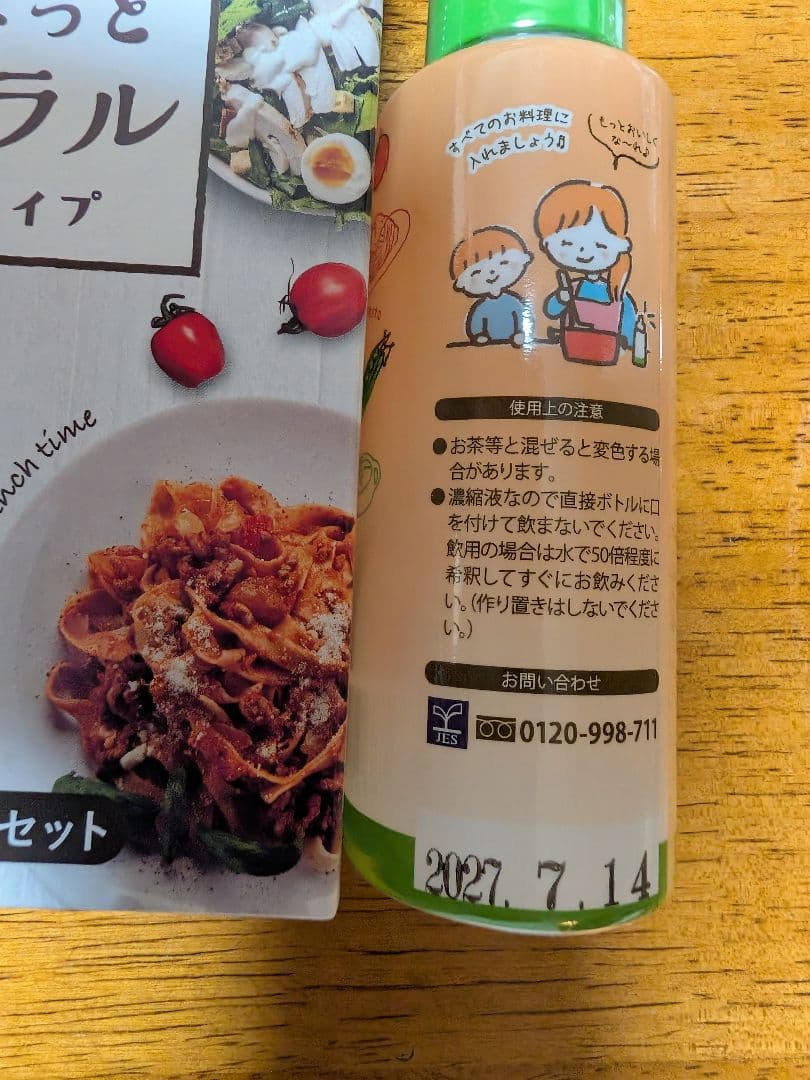 っと
ラル
イプ
nch time
セット
すべてのお料理に
入れましょう♫
もっとおいしく
な〜れ♪
使用上の注意
●お茶等と混ぜると変色する場
合があります。
●濃縮液なので直接ボトルに口
を付けて飲まないでください。
飲用の場合は水で50倍程度に
希釈してすぐにお飲みくださ
い。(作り置きはしないでくださ
い。)
お問い合わせ
JES 0120-998-711
2027. 7. 14